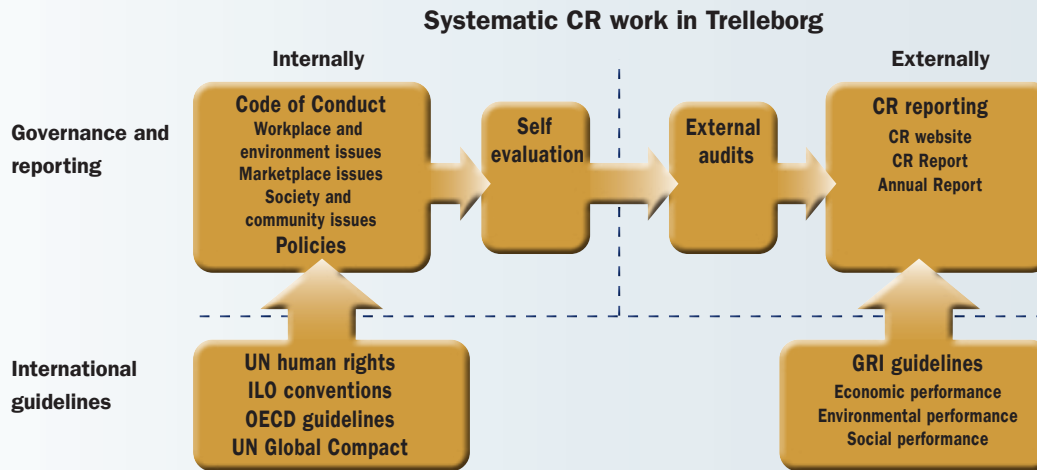 Systematic CR work in Trelleborg
Internally
Externally
Governance and
reporting
Code of Conduct
Workplace and
environment issues
Marketplace issues
Society and
community issues
Policies
Self
evaluation
External
audits
CR reporting
CR website
CR Report
Annual Report
International
guidelines
UN human rights
ILO conventions
OECD guidelines
UN Global Compact
GRI guidelines
Economic performance
Environmental performance
Social performance